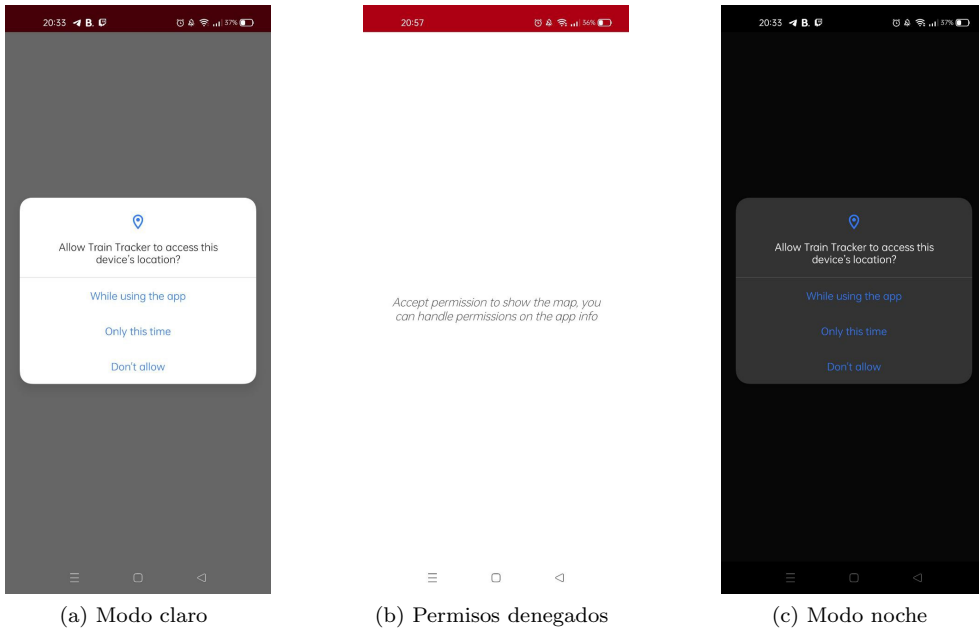 20:33 B. 37%
Allow Train Tracker to access this
device's location?
While using the app
Only this time
Don't allow
(a) Modo claro
20:57 56%
Accept permission to show the map, you
can handle permissions on the app info
(b) Permisos denegados
20:33 B. 37%
Allow Train Tracker to access this
device's location?
While using the app
Only this time
Don't allow
(c) Modo noche